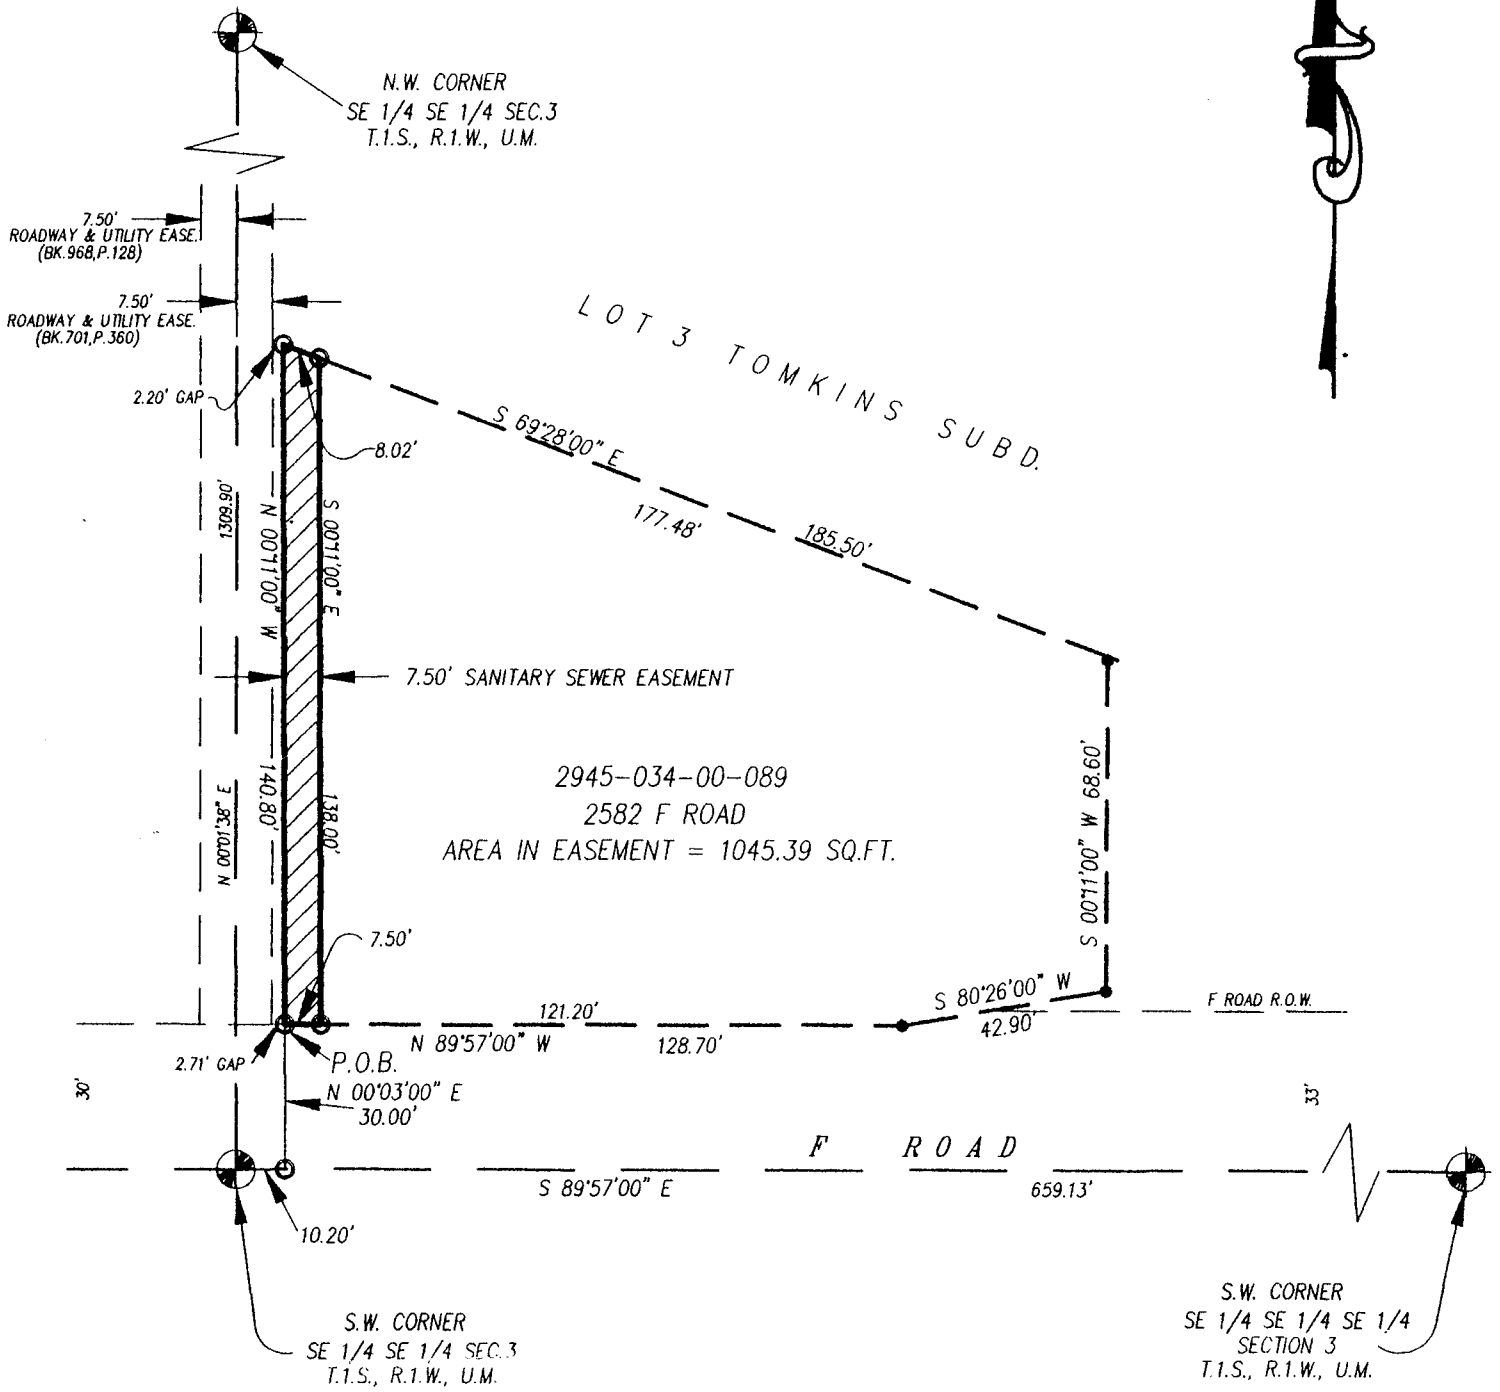 N.W. CORNER
SE 1/4 SE 1/4 SEC.3
T.1.S., R.1.W., U.M.
7.50'
ROADWAY & UTILITY EASE.
(BK.968,P.128)
7.50'
ROADWAY & UTILITY EASE.
(BK.701,P.360)
2.20' GAP
8.02'
LOT 3 TOMKINS SUBD.
S 69°28'00" E
177.48'
185.50'
1309.90'
N 00°11'00" W
S 00°11'00" E
7.50' SANITARY SEWER EASEMENT
2945-034-00-089
2582 F ROAD
AREA IN EASEMENT = 1045.39 SQ.FT.
N 00°01'38" E
140.80'
138.00'
S 00°11'00" W 68.60'
7.50'
121.20'
N 89°57'00" W
128.70'
S 80°26'00" W
42.90'
F ROAD R.O.W.
2.71' GAP
P.O.B.
N 00°03'00" E
30.00'
30'
33'
F ROAD
S 89°57'00" E
659.13'
10.20'
S.W. CORNER
SE 1/4 SE 1/4 SEC.3
T.1.S., R.1.W., U.M.
S.W. CORNER
SE 1/4 SE 1/4 SE 1/4
SECTION 3
T.1.S., R.1.W., U.M.